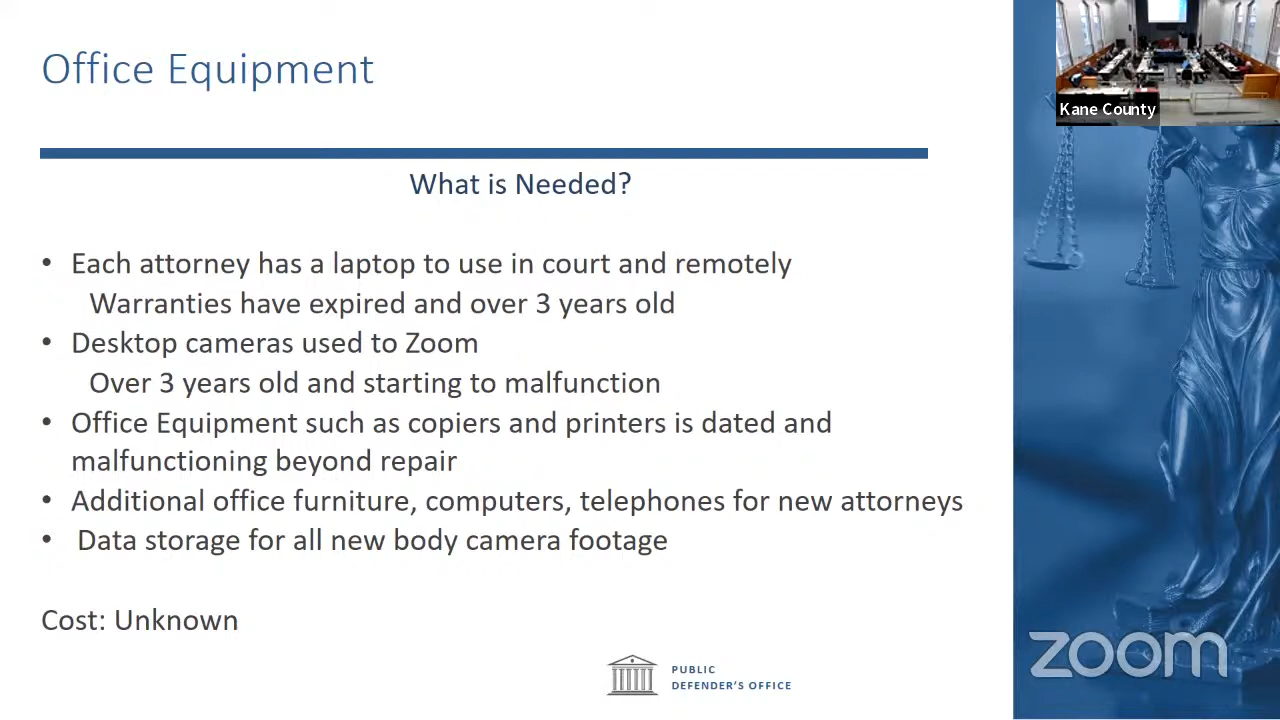 Office Equipment
Kane County
What is Needed?
• Each attorney has a laptop to use in court and remotely
Warranties have expired and over 3 years old
• Desktop cameras used to Zoom
Over 3 years old and starting to malfunction
• Office Equipment such as copiers and printers is dated and
malfunctioning beyond repair
• Additional office furniture, computers, telephones for new attorneys
• Data storage for all new body camera footage
Cost: Unknown
PUBLIC
DEFENDER'S OFFICE
zoom